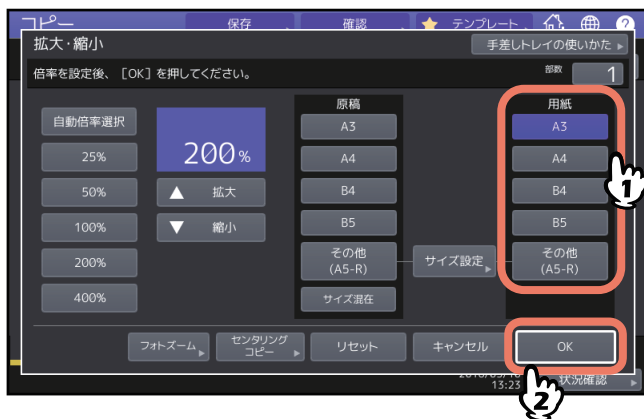 コピー 保存 確認 テンプレート ?
拡大・縮小 手差しトレイの使いかた
倍率を設定後、［OK］を押してください。 部数 1
原稿 用紙
自動倍率選択 200% A3 A3
25% A4 A4
50% ▲ 拡大 B4 B4
100% ▼ 縮小 B5 B5
200% その他 サイズ設定 その他
(A5-R) (A5-R)
400% サイズ混在
フォトズーム センタリング リセット キャンセル OK
コピー
13:23 状況確認
1
2